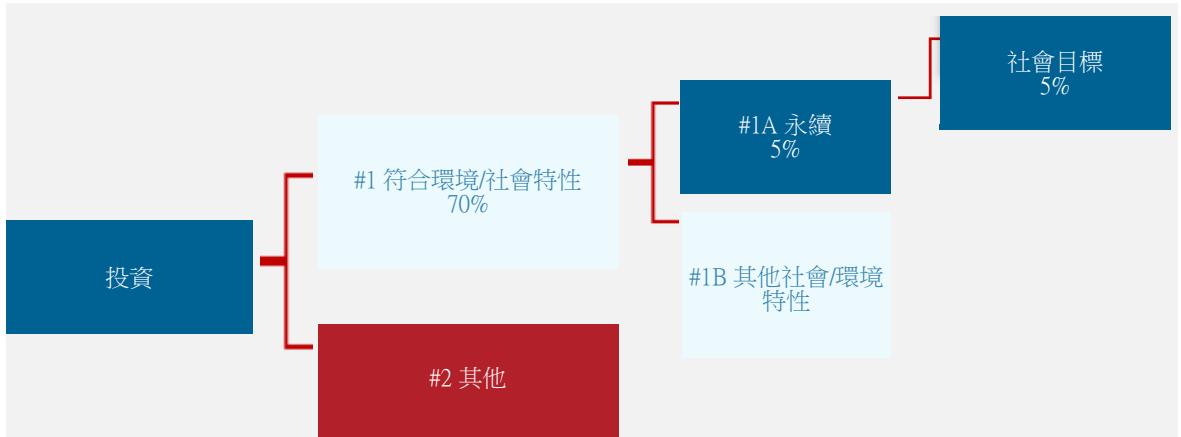 社會目標
5%
#1A 永續
5%
#1 符合環境/社會特性
70%
投資
#1B 其他社會/環境
特性
#2 其他